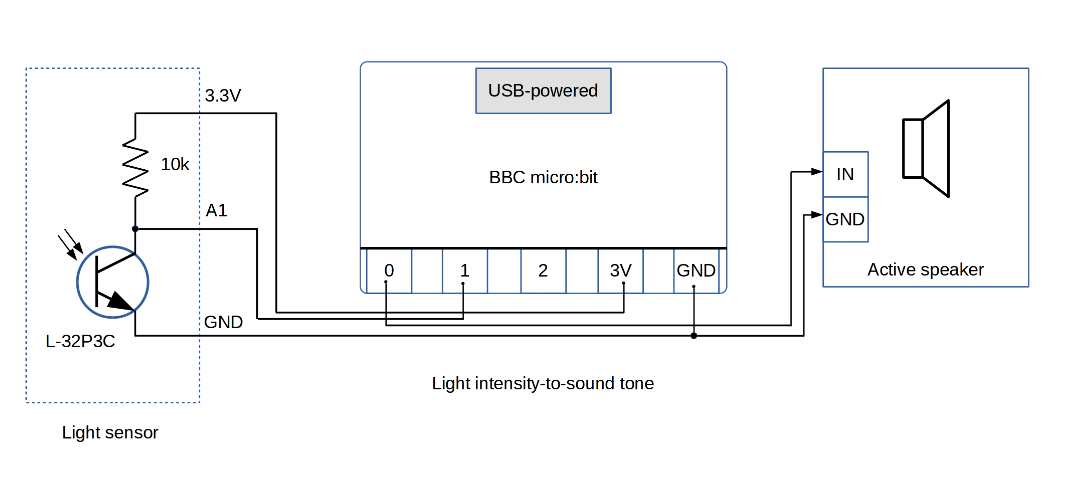 USB-powered
3.3V
10k
BBC micro:bit
IN
A1
GND
0
1
2
3V
GND
Active speaker
GND
L-32P3C
Light intensity-to-sound tone
Light sensor